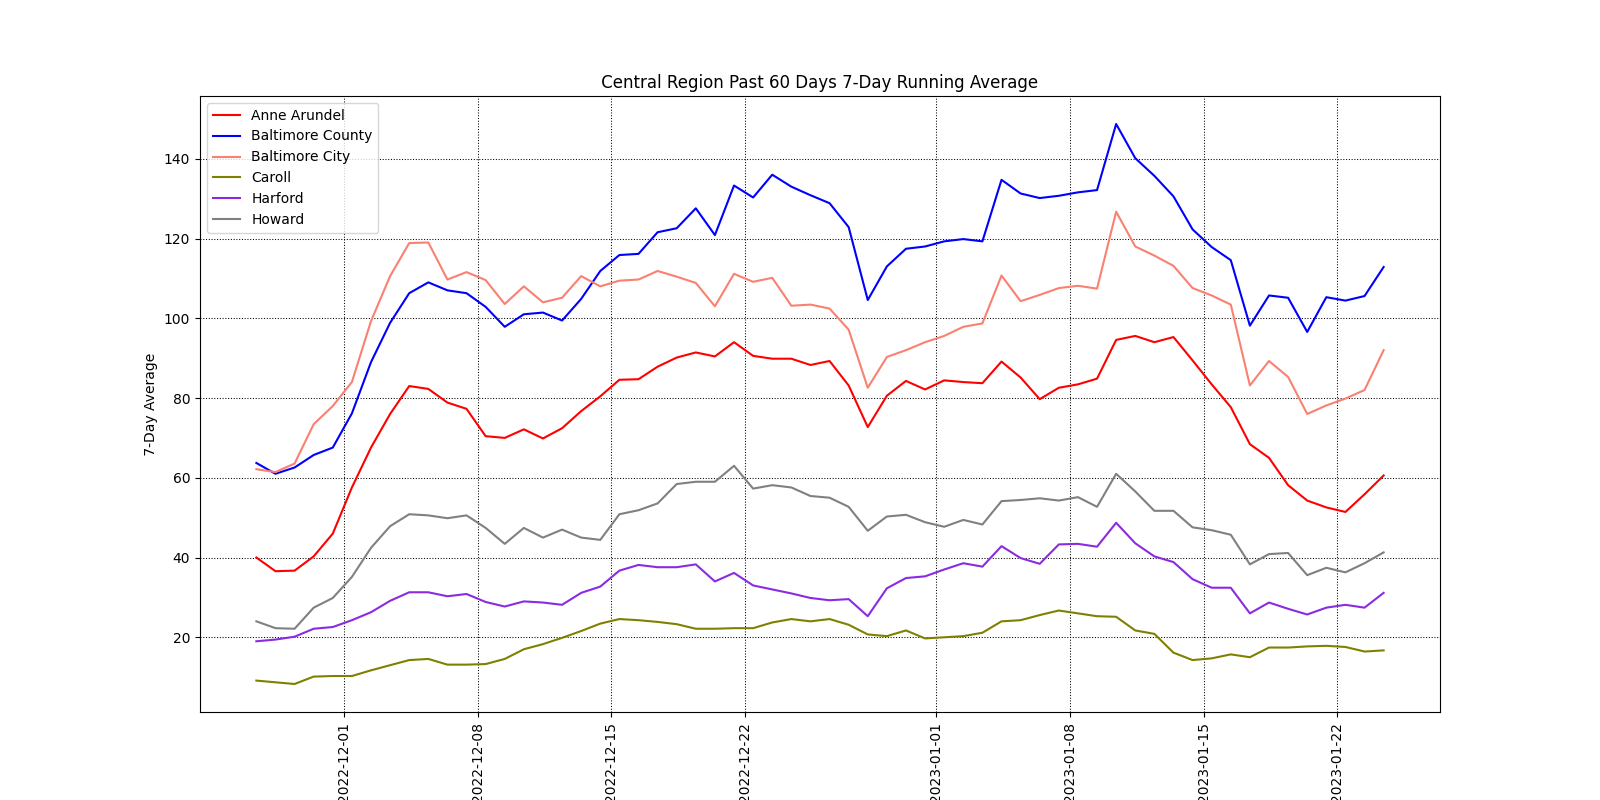 Central Region Past 60 Days 7-Day Running Average
Anne Arundel
Baltimore County
Baltimore City
Caroll
Harford
Howard
7-Day Average
140
120
100
80
60
40
20
2022-12-01
2022-12-08
2022-12-15
2022-12-22
2023-01-01
2023-01-08
2023-01-15
2023-01-22